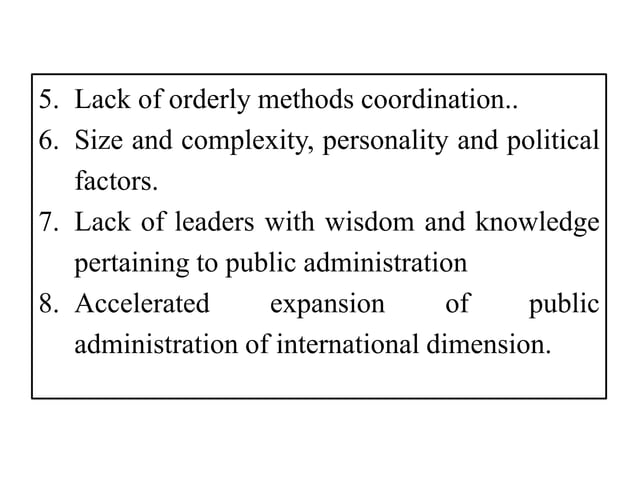 5. Lack of orderly methods coordination..
6. Size and complexity, personality and political
factors.
7. Lack of leaders with wisdom and knowledge
pertaining to public administration
8. Accelerated expansion of public
administration of international dimension.